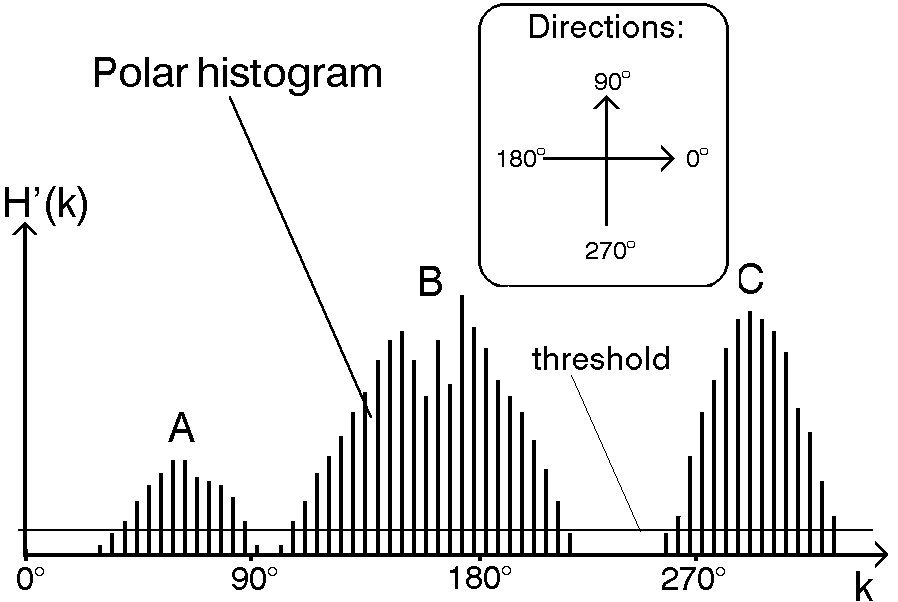 Directions:
90°
180°
0°
270°
Polar histogram
H'(k)
A
B
C
threshold
0°
90°
180°
270°
k